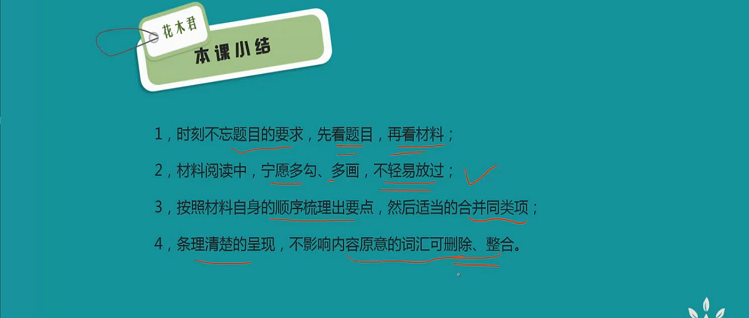 花木君
本课小结
1，时刻不忘题目的要求，先看题目，再看材料；
2，材料阅读中，宁愿多勾、多画，不轻易放过；
3，按照材料自身的顺序梳理出要点，然后适当的合并同类项；
4，条理清楚的呈现，不影响内容原意的词汇可删除、整合。